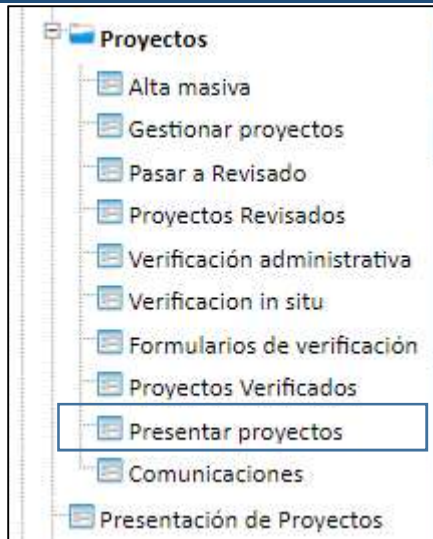 Proyectos
Alta masiva
Gestionar proyectos
Pasar a Revisado
Proyectos Revisados
Verificación administrativa
Verificacion in situ
Formularios de verificación
Proyectos Verificados
Presentar proyectos
Comunicaciones
Presentación de Proyectos